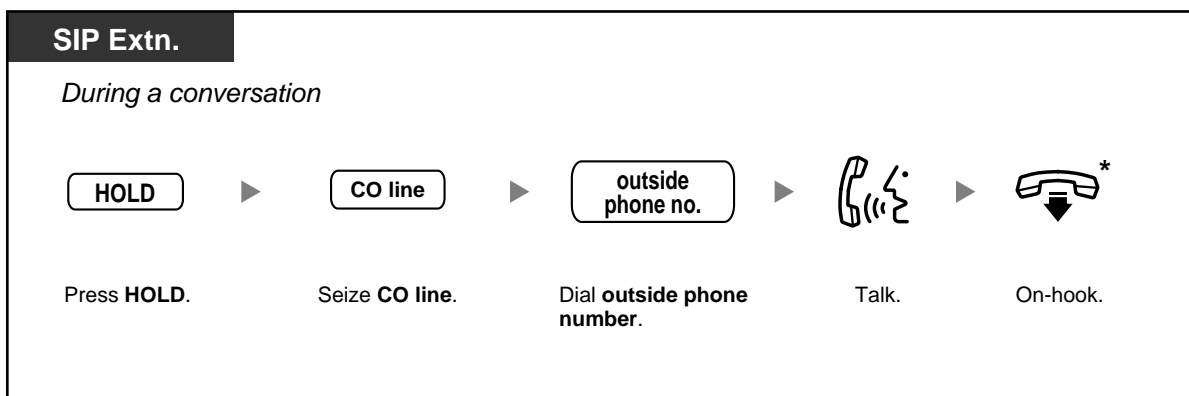 SIP Extn.
During a conversation
HOLD
CO line
outside
phone no.
*
Press HOLD.
Seize CO line.
Dial outside phone
number.
Talk.
On-hook.